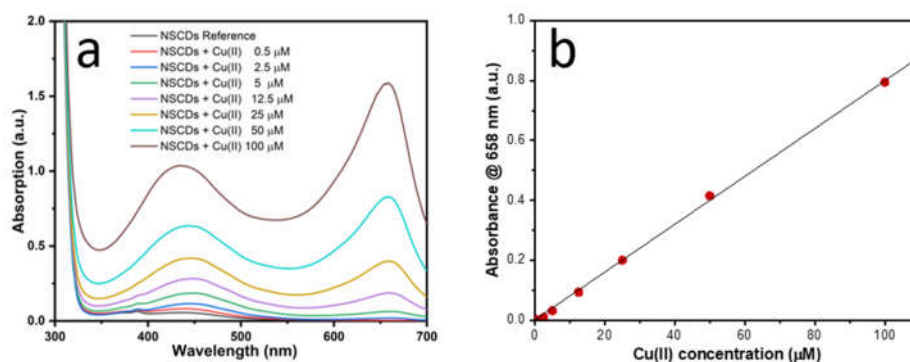 a
2.0
1.5
1.0
0.5
0.0
300
400
500
600
700
Absorption (a.u.)
Wavelength (nm)
NSCDs Reference
NSCDs + Cu(II) 0.5 μM
NSCDs + Cu(II) 2.5 μM
NSCDs + Cu(II) 5 μM
NSCDs + Cu(II) 12.5 μM
NSCDs + Cu(II) 25 μM
NSCDs + Cu(II) 50 μM
NSCDs + Cu(II) 100 μM
b
1.0
0.8
0.6
0.4
0.2
0.0
0
20
40
60
80
100
Absorbance @ 658 nm (a.u.)
Cu(II) concentration (μM)